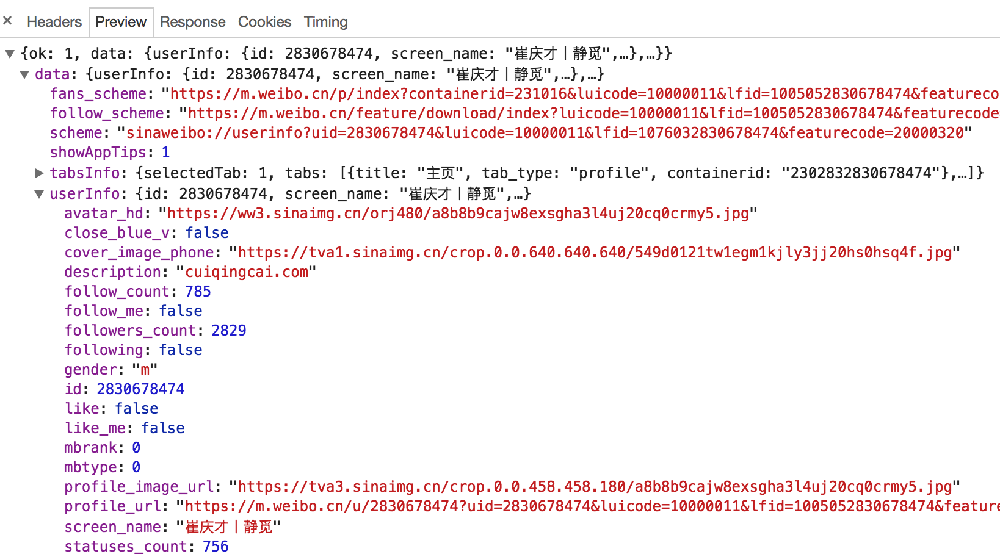 × Headers Preview Response Cookies Timing
▼ {ok: 1, data: {userInfo: {id: 2830678474, screen_name: "崔庆才丨静觅",…},…}}
▼ data: {userInfo: {id: 2830678474, screen_name: "崔庆才丨静觅",…},…}
fans_scheme: "https://m.weibo.cn/p/index?containerid=231016&luicode=10000011&lfid=1005052830678474&featureco
follow_scheme: "https://m.weibo.cn/feature/download/index?luicode=10000011&lfid=1005052830678474&featurecode
scheme: "sinaweibo://userinfo?uid=2830678474&luicode=10000011&lfid=1076032830678474&featurecode=20000320"
showAppTips: 1
▶ tabsInfo: {selectedTab: 1, tabs: [{title: "主页", tab_type: "profile", containerid: "2302832830678474"},…]}
▼ userInfo: {id: 2830678474, screen_name: "崔庆才丨静觅",…}
avatar_hd: "https://ww3.sinaimg.cn/orj480/a8b8b9cajw8exsgha3l4uj20cq0crmy5.jpg"
close_blue_v: false
cover_image_phone: "https://tva1.sinaimg.cn/crop.0.0.640.640.640/549d0121tw1egm1kjly3jj20hs0hsq4f.jpg"
description: "cuiqingcai.com"
follow_count: 785
follow_me: false
followers_count: 2829
following: false
gender: "m"
id: 2830678474
like: false
like_me: false
mbrank: 0
mbtype: 0
profile_image_url: "https://tva3.sinaimg.cn/crop.0.0.458.458.180/a8b8b9cajw8exsgha3l4uj20cq0crmy5.jpg"
profile_url: "https://m.weibo.cn/u/2830678474?uid=2830678474&luicode=10000011&lfid=1005052830678474&feature
screen_name: "崔庆才丨静觅"
statuses_count: 756